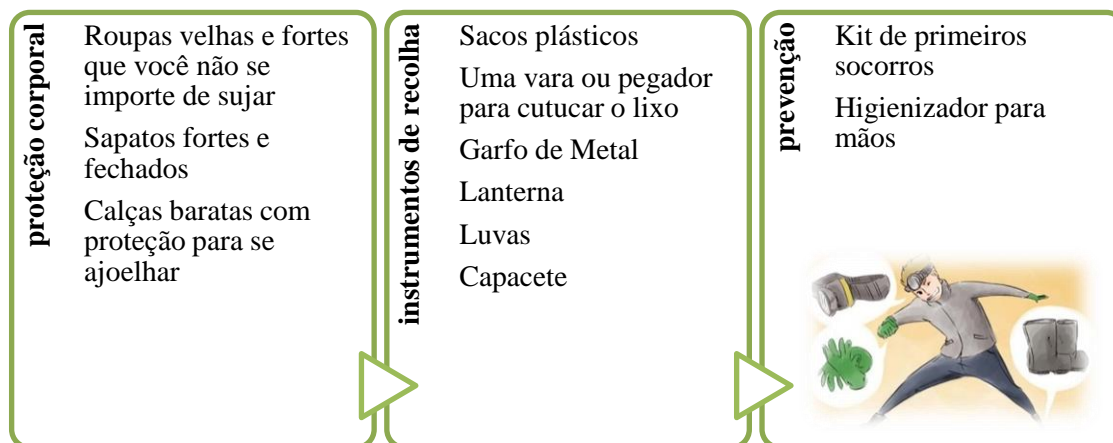 proteção corporal
Roupas velhas e fortes
que você não se
importe de sujar
Sapatos fortes e
fechados
Calças baratas com
proteção para se
ajoelhar
instrumentos de recolha
Sacos plásticos
Uma vara ou pegador
para cutucar o lixo
Garfo de Metal
Lanterna
Luvas
Capacete
prevenção
Kit de primeiros
socorros
Higienizador para
mãos